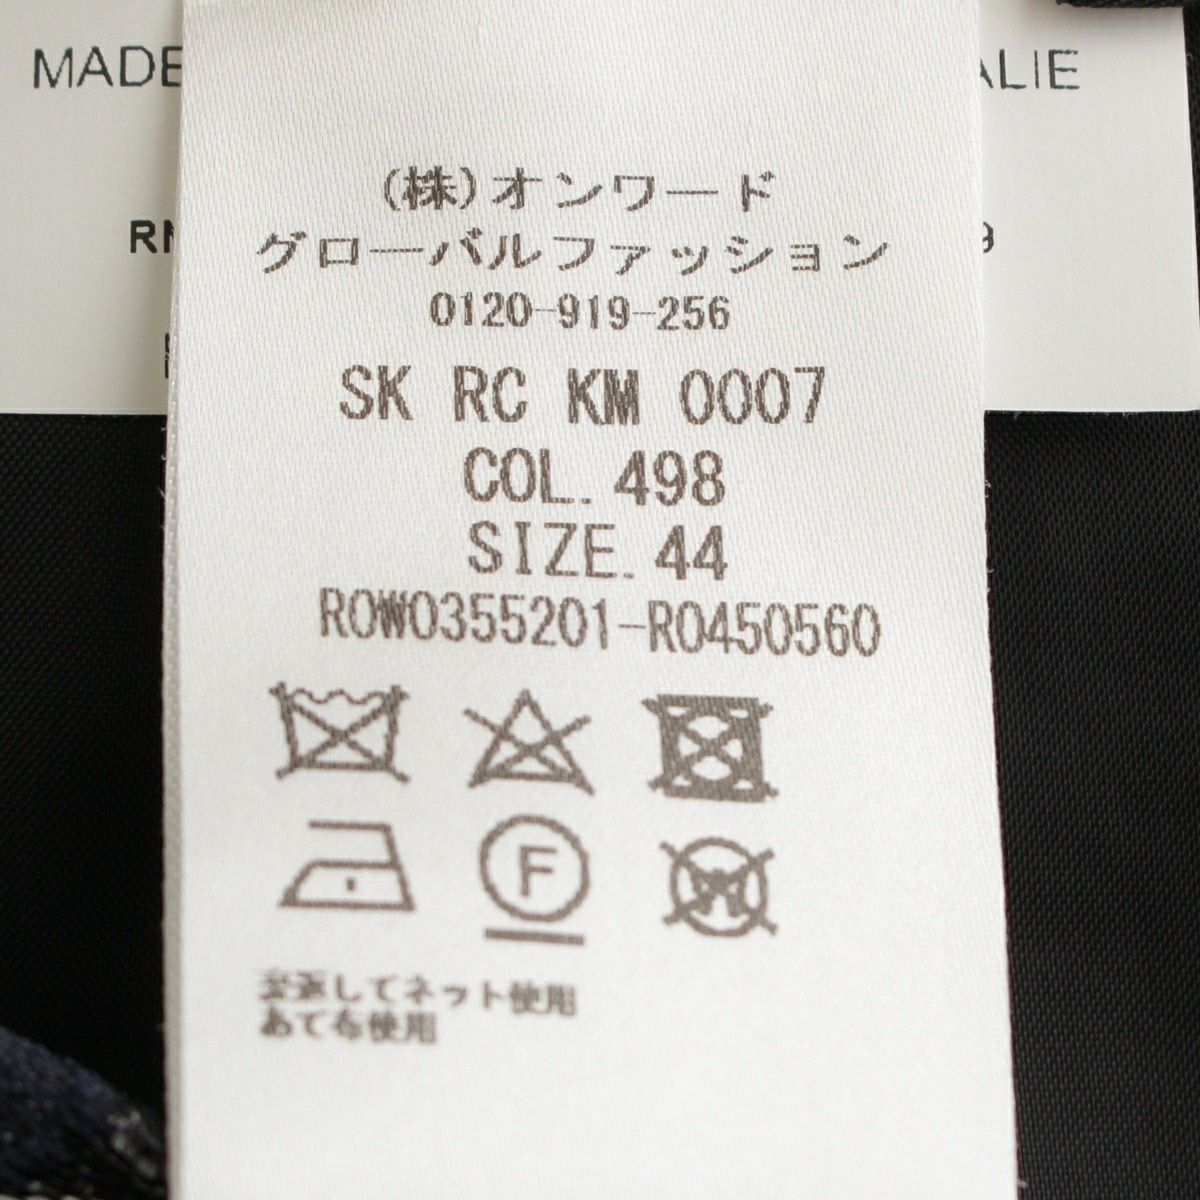 MADE
ALIE
(株)オンワード
グローバルファッション
0120-919-256
SK RC KM 0007
COL. 498
SIZE. 44
R0W0355201-R0450560
F
W
裏返してネット使用
あて布使用